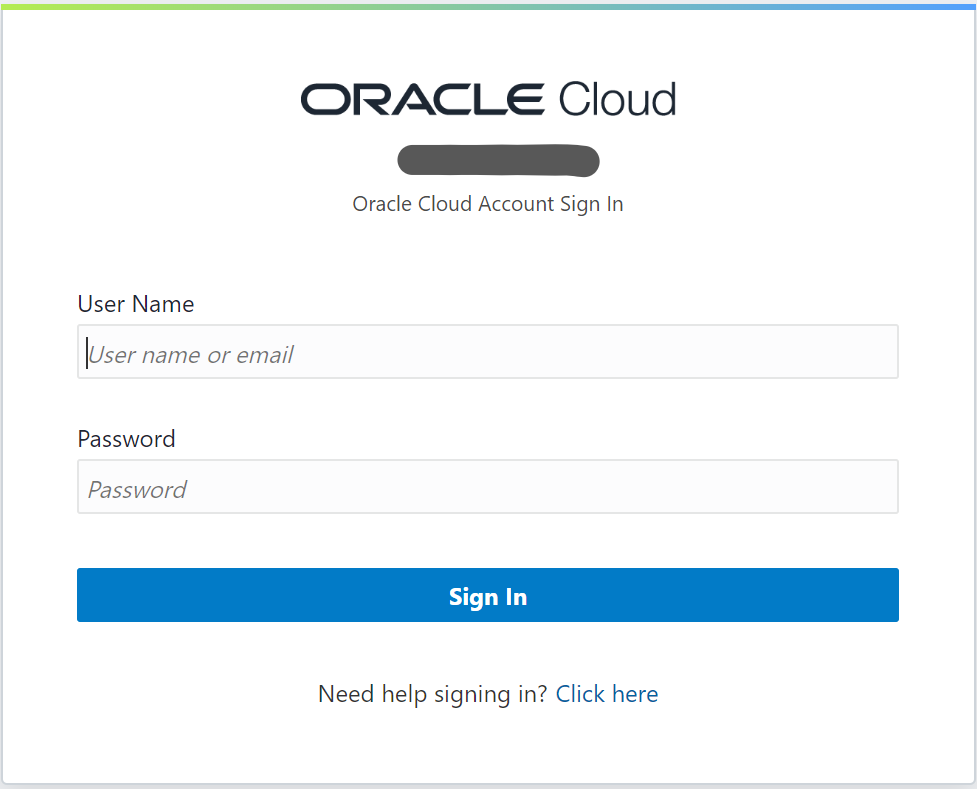 ORACLE Cloud
Oracle Cloud Account Sign In
User Name
User name or email
Password
Password
Sign In
Need help signing in? Click here